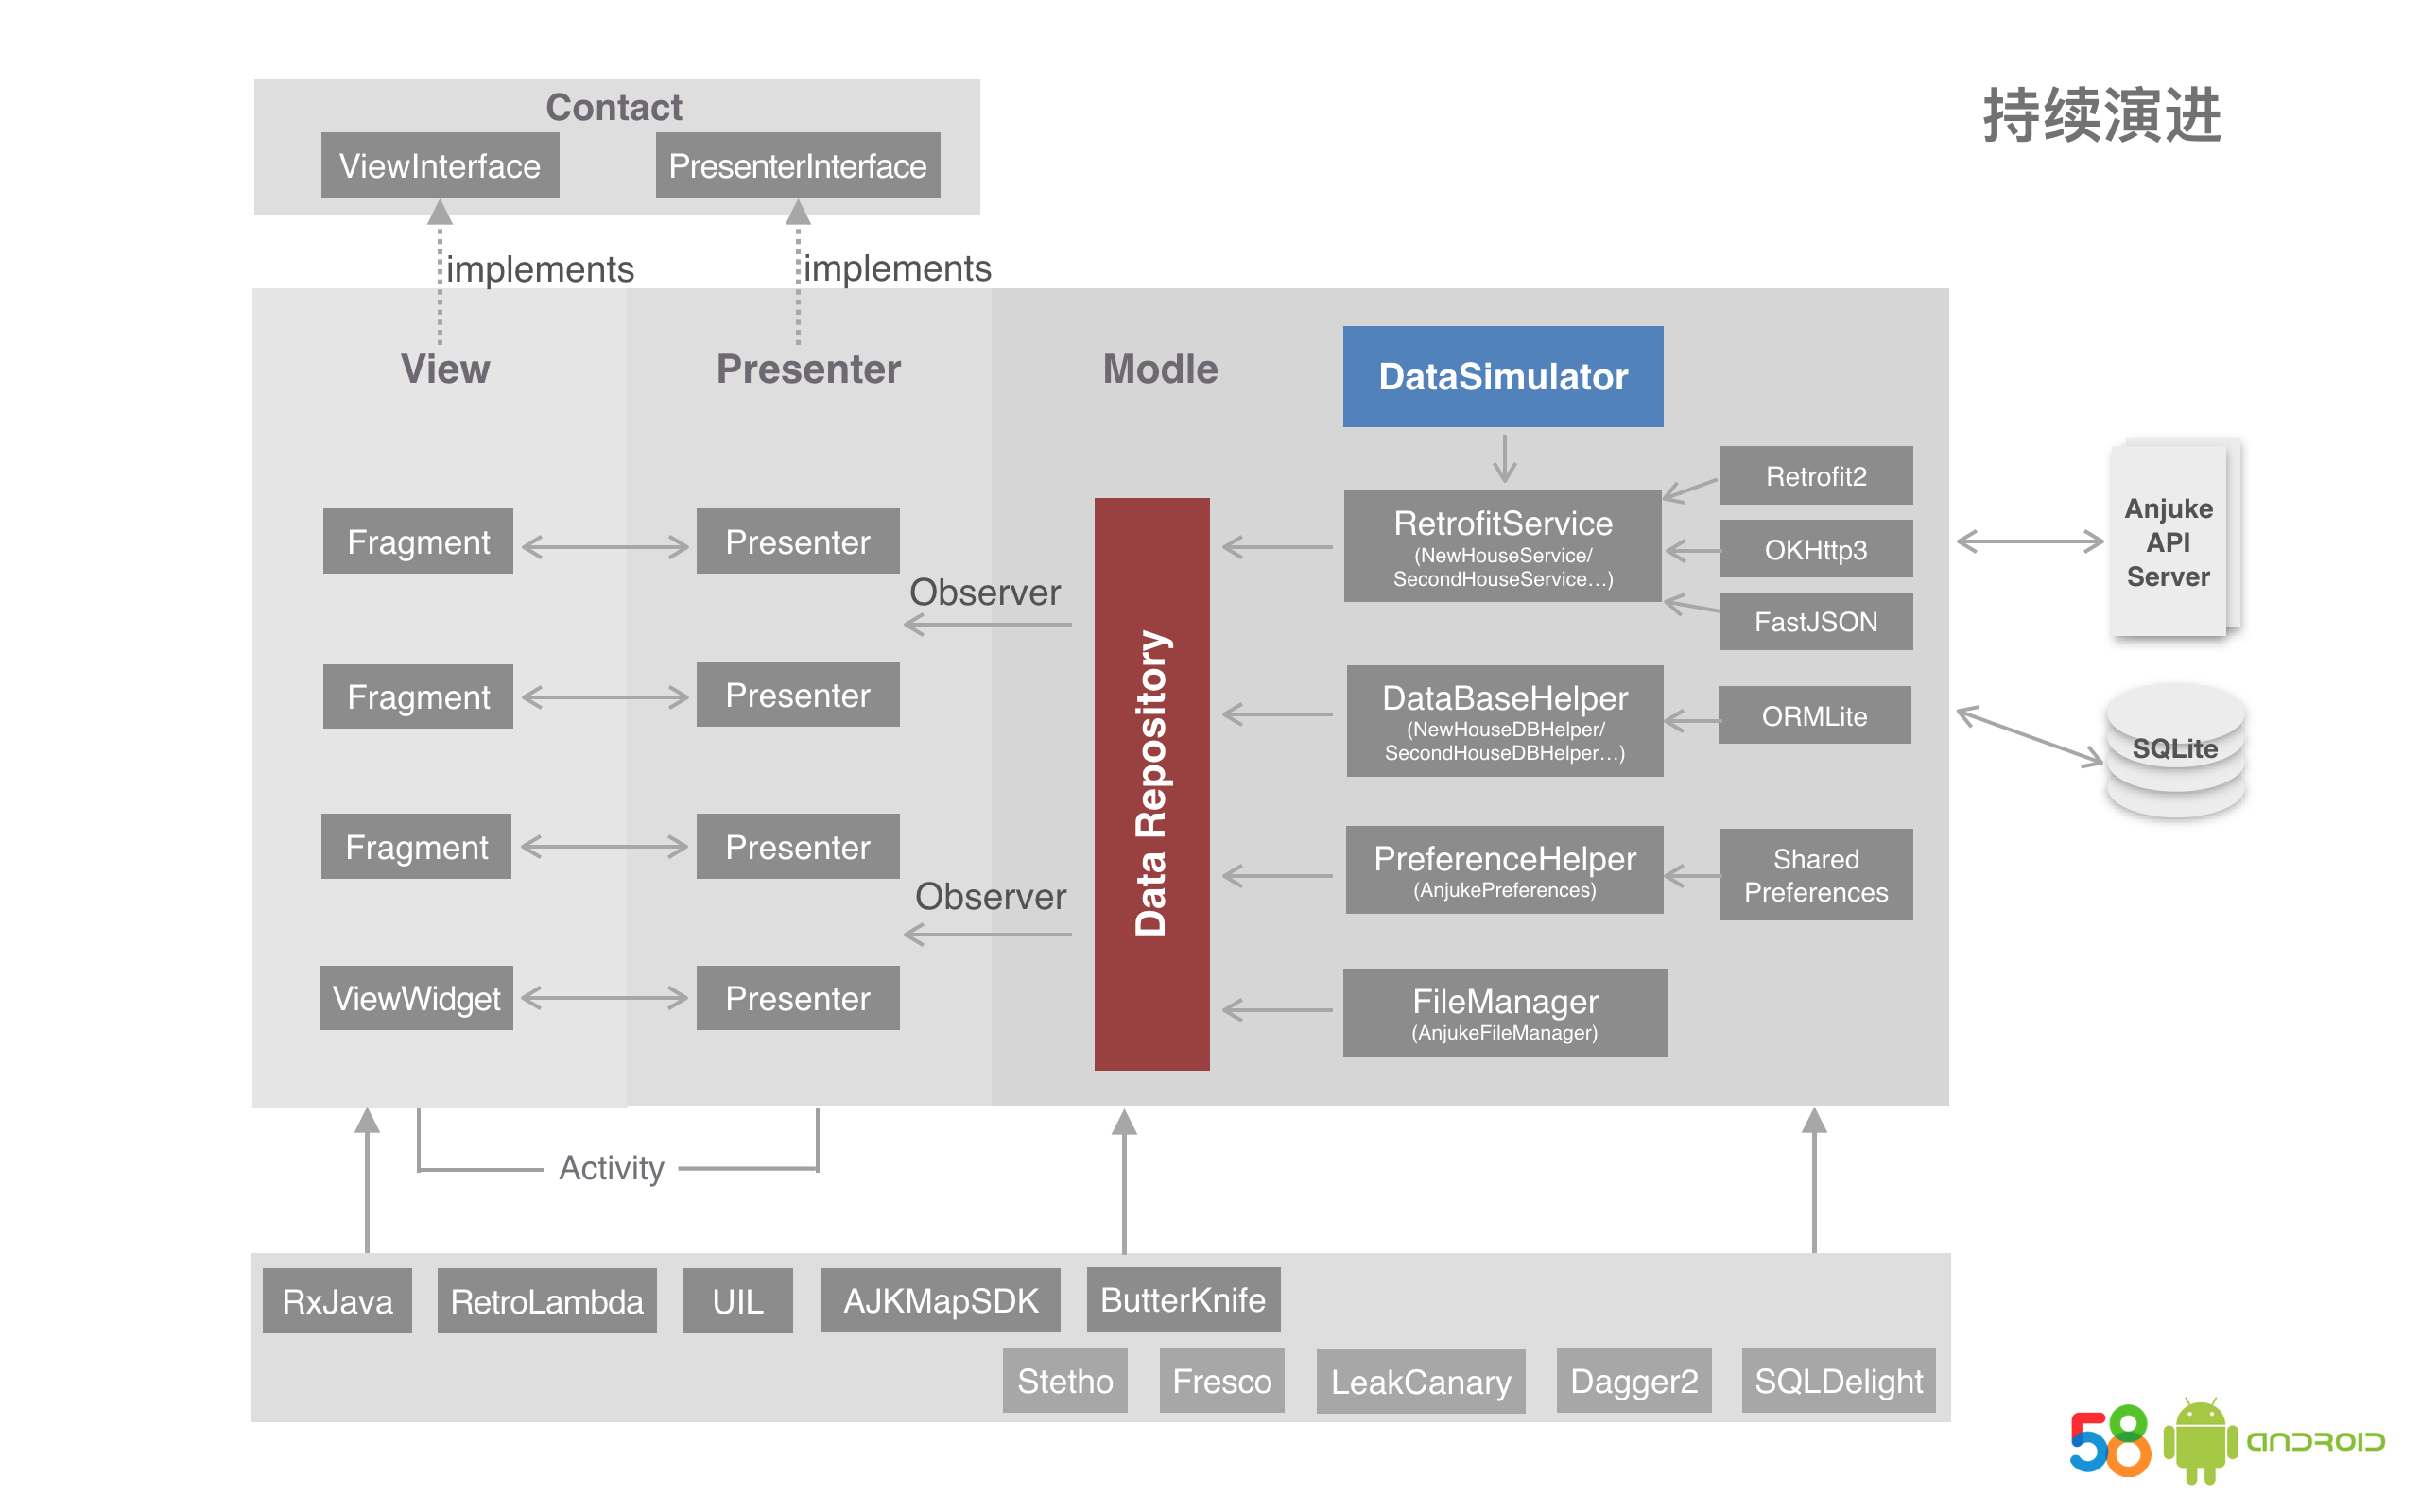 持续演进
Contact
ViewInterface
PresenterInterface
implements
implements
View
Presenter
Modle
DataSimulator
Fragment
Presenter
Observer
Fragment
Presenter
Fragment
Presenter
Observer
ViewWidget
Presenter
Data Repository
RetrofitService
(NewHouseService/
SecondHouseService...)
Retrofit2
OKHttp3
FastJSON
DataBaseHelper
(NewHouseDBHelper/
SecondHouseDBHelper...)
ORMLite
PreferenceHelper
(AnjukePreferences)
Shared
Preferences
FileManager
(AnjukeFileManager)
Anjuke
API
Server
SQLite
Activity
RxJava
RetroLambda
UIL
AJKMapSDK
ButterKnife
Stetho
Fresco
LeakCanary
Dagger2
SQLDelight
58
ANDROID